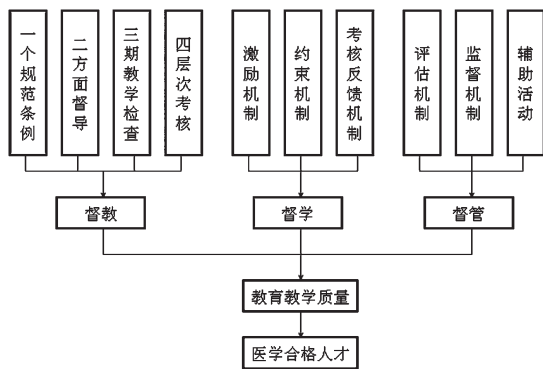 一个规范条例
二方面督导
三期教学检查
四层次考核
激励机制
约束机制
考核反馈机制
评估机制
监督机制
辅助活动
督教
督学
督管
教育教学质量
医学合格人才